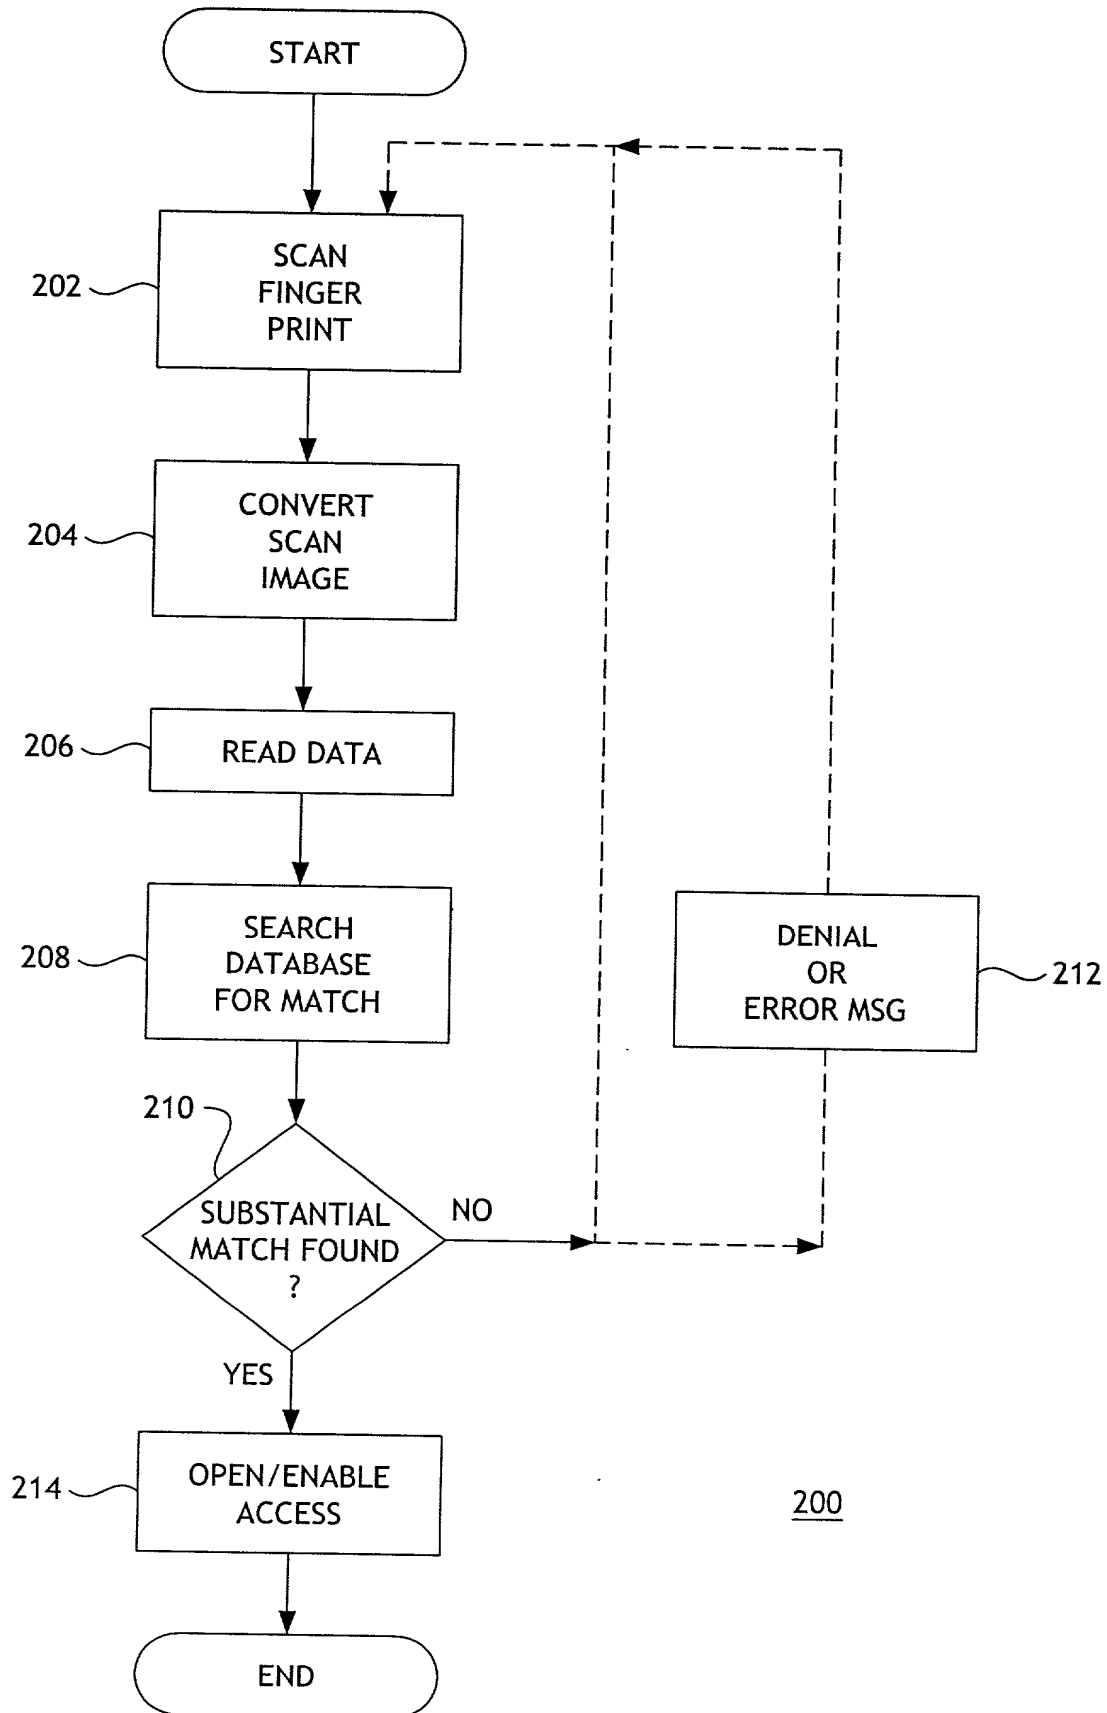 START
SCAN
FINGER
PRINT
202
CONVERT
SCAN
IMAGE
204
READ DATA
206
SEARCH
DATABASE
FOR MATCH
208
DENIAL
OR
ERROR MSG
212
210
SUBSTANTIAL
MATCH FOUND
?
NO
YES
OPEN/ENABLE
ACCESS
214
200
END